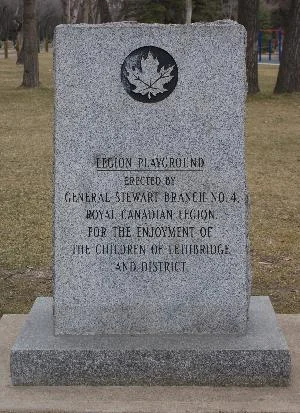 LEGION PLAYGROUND
ERECTED BY
GENERAL STEWART BRANCH NO. 4,
ROYAL CANADIAN LEGION
FOR THE ENJOYMENT OF
THE CHILDREN OF LETHBRIDGE
AND DISTRICT.